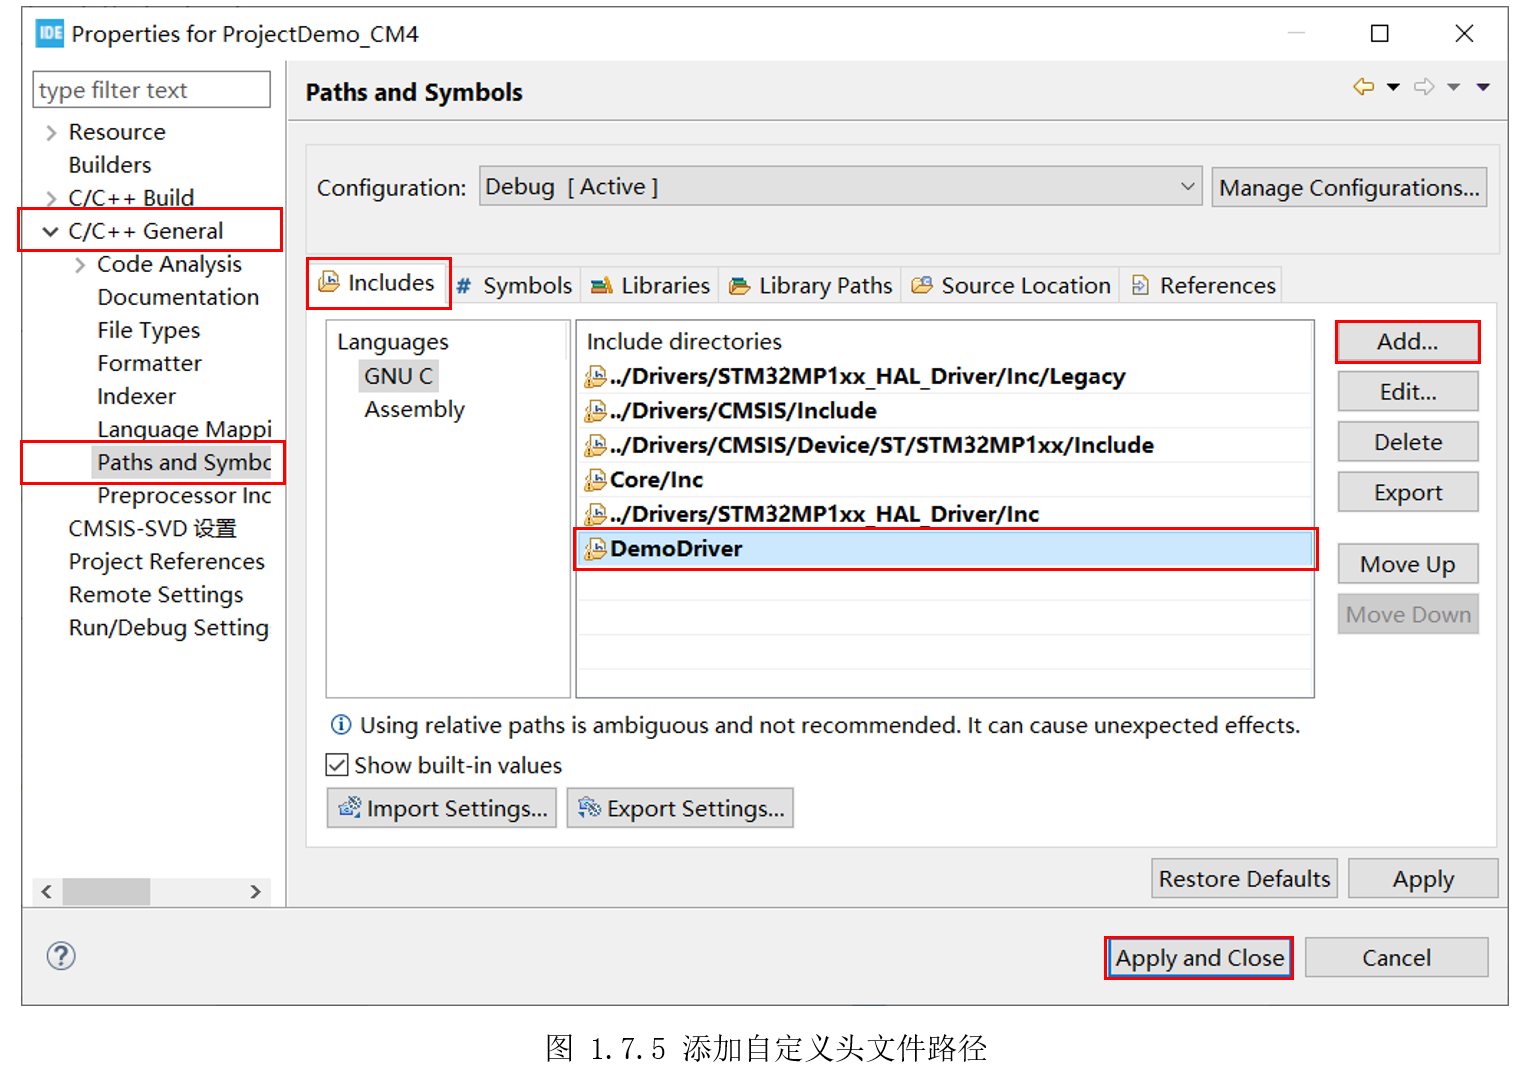 IDE Properties for ProjectDemo_CM4
type filter text
Resource
Builders
C/C++ Build
C/C++ General
Code Analysis
Documentation
File Types
Formatter
Indexer
Language Mappi
Paths and Symbo
Preprocessor Inc
CMSIS-SVD 设置
Project References
Remote Settings
Run/Debug Setting
Paths and Symbols
Configuration: Debug [ Active ] Manage Configurations...
Includes # Symbols Libraries Library Paths Source Location References
Languages
GNU C
Assembly
Include directories
../Drivers/STM32MP1xx_HAL_Driver/Inc/Legacy
../Drivers/CMSIS/Include
../Drivers/CMSIS/Device/ST/STM32MP1xx/Include
Core/Inc
../Drivers/STM32MP1xx_HAL_Driver/Inc
DemoDriver
Add...
Edit...
Delete
Export
Move Up
Move Down
Using relative paths is ambiguous and not recommended. It can cause unexpected effects.
Show built-in values
Import Settings... Export Settings...
Restore Defaults Apply
Apply and Close Cancel
图 1.7.5 添加自定义头文件路径